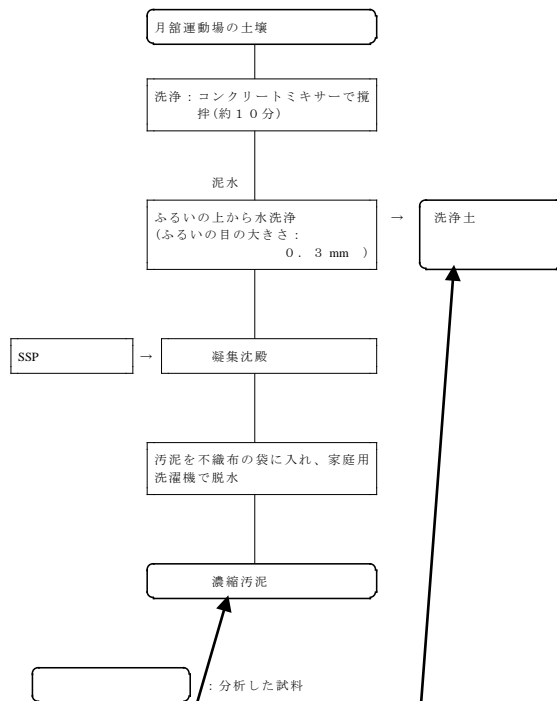 月舘運動場の土壌
洗浄：コンクリートミキサーで撹
拌(約１０分)
泥水
ふるいの上から水洗浄
(ふるいの目の大きさ：
０．３㎜ )
→
洗浄土
SSP
→
凝集沈殿
汚泥を不織布の袋に入れ、家庭用
洗濯機で脱水
濃縮汚泥
：分析した試料